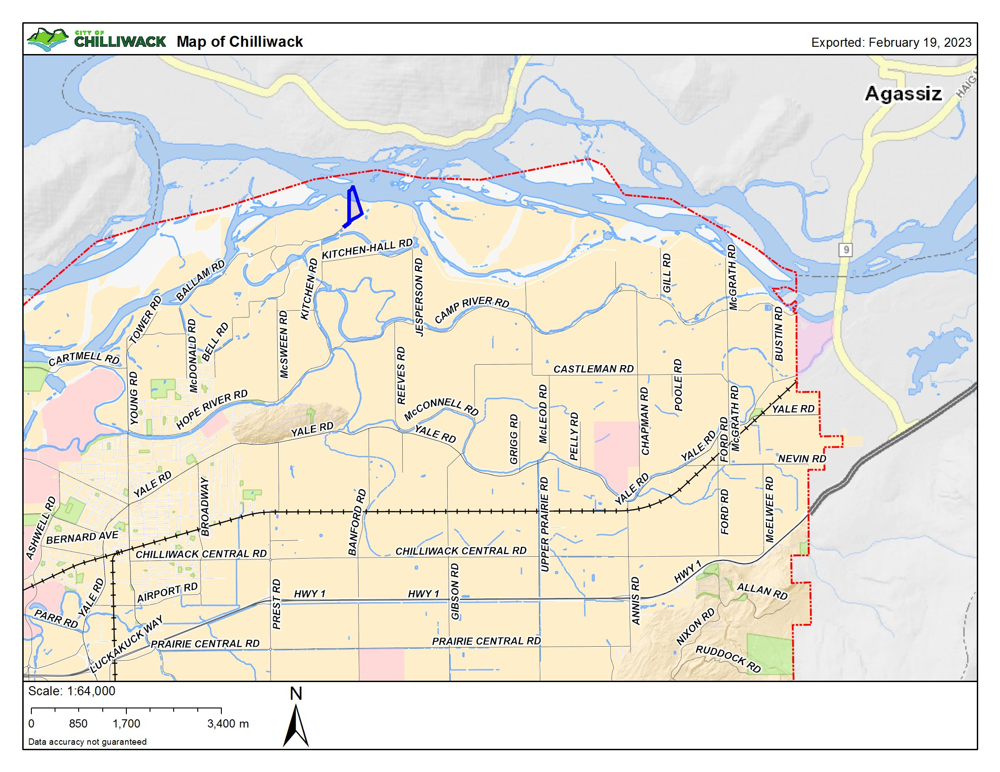 CITY OF
CHILLIWACK
Map of Chilliwack
Exported: February 19, 2023
Agassiz
9
KITCHEN-HALL RD
BALLAM RD
KITCHEN RD
JESPERSON RD
GILL RD
McGRATH RD
TOWER RD
CAMP RIVER RD
McDONALD RD
BELL RD
McSWEEN RD
BUSTIN RD
CARTMELL RD
REEVES RD
CASTLEMAN RD
POOLE RD
YOUNG RD
HOPE RIVER RD
McCONNELL RD
McLEOD RD
CHAPMAN RD
McGRATH RD
YALE RD
YALE RD
YALE RD
GRIGG RD
PELLY RD
YALE RD
FORD RD
NEVIN RD
YALE RD
BROADWAY
BANFORD RD
UPPER PRAIRIE RD
YALE RD
FORD RD
McELWEE RD
ASHWELL RD
BERNARD AVE
CHILLIWACK CENTRAL RD
CHILLIWACK CENTRAL RD
YALE RD
AIRPORT RD
PREST RD
HWY 1
HWY 1
GIBSON RD
HWY 1
ANNIS RD
ALLAN RD
PARR RD
LUCKAKUCK WAY
PRAIRIE CENTRAL RD
PRAIRIE CENTRAL RD
NIXON RD
RUDDOCK RD
Scale: 1:64,000
N
0 850 1,700 3,400 m
Data accuracy not guaranteed